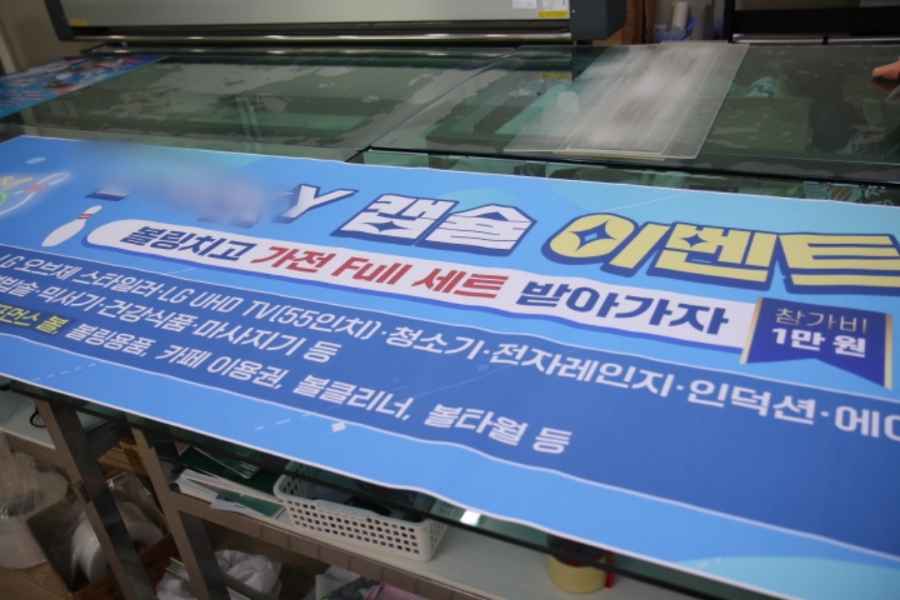 Y 캡슐 이벤트
볼링치고 가전 Full 세트 받아가자
참가비
1만 원
LG 오브제 스타일러·LG UHD TV(55인치)·청소기·전자레인지·인덕션·에어
믹서기·건강식품·마사지기 등
볼 볼링용품, 카페 이용권, 볼클리너, 볼타월 등